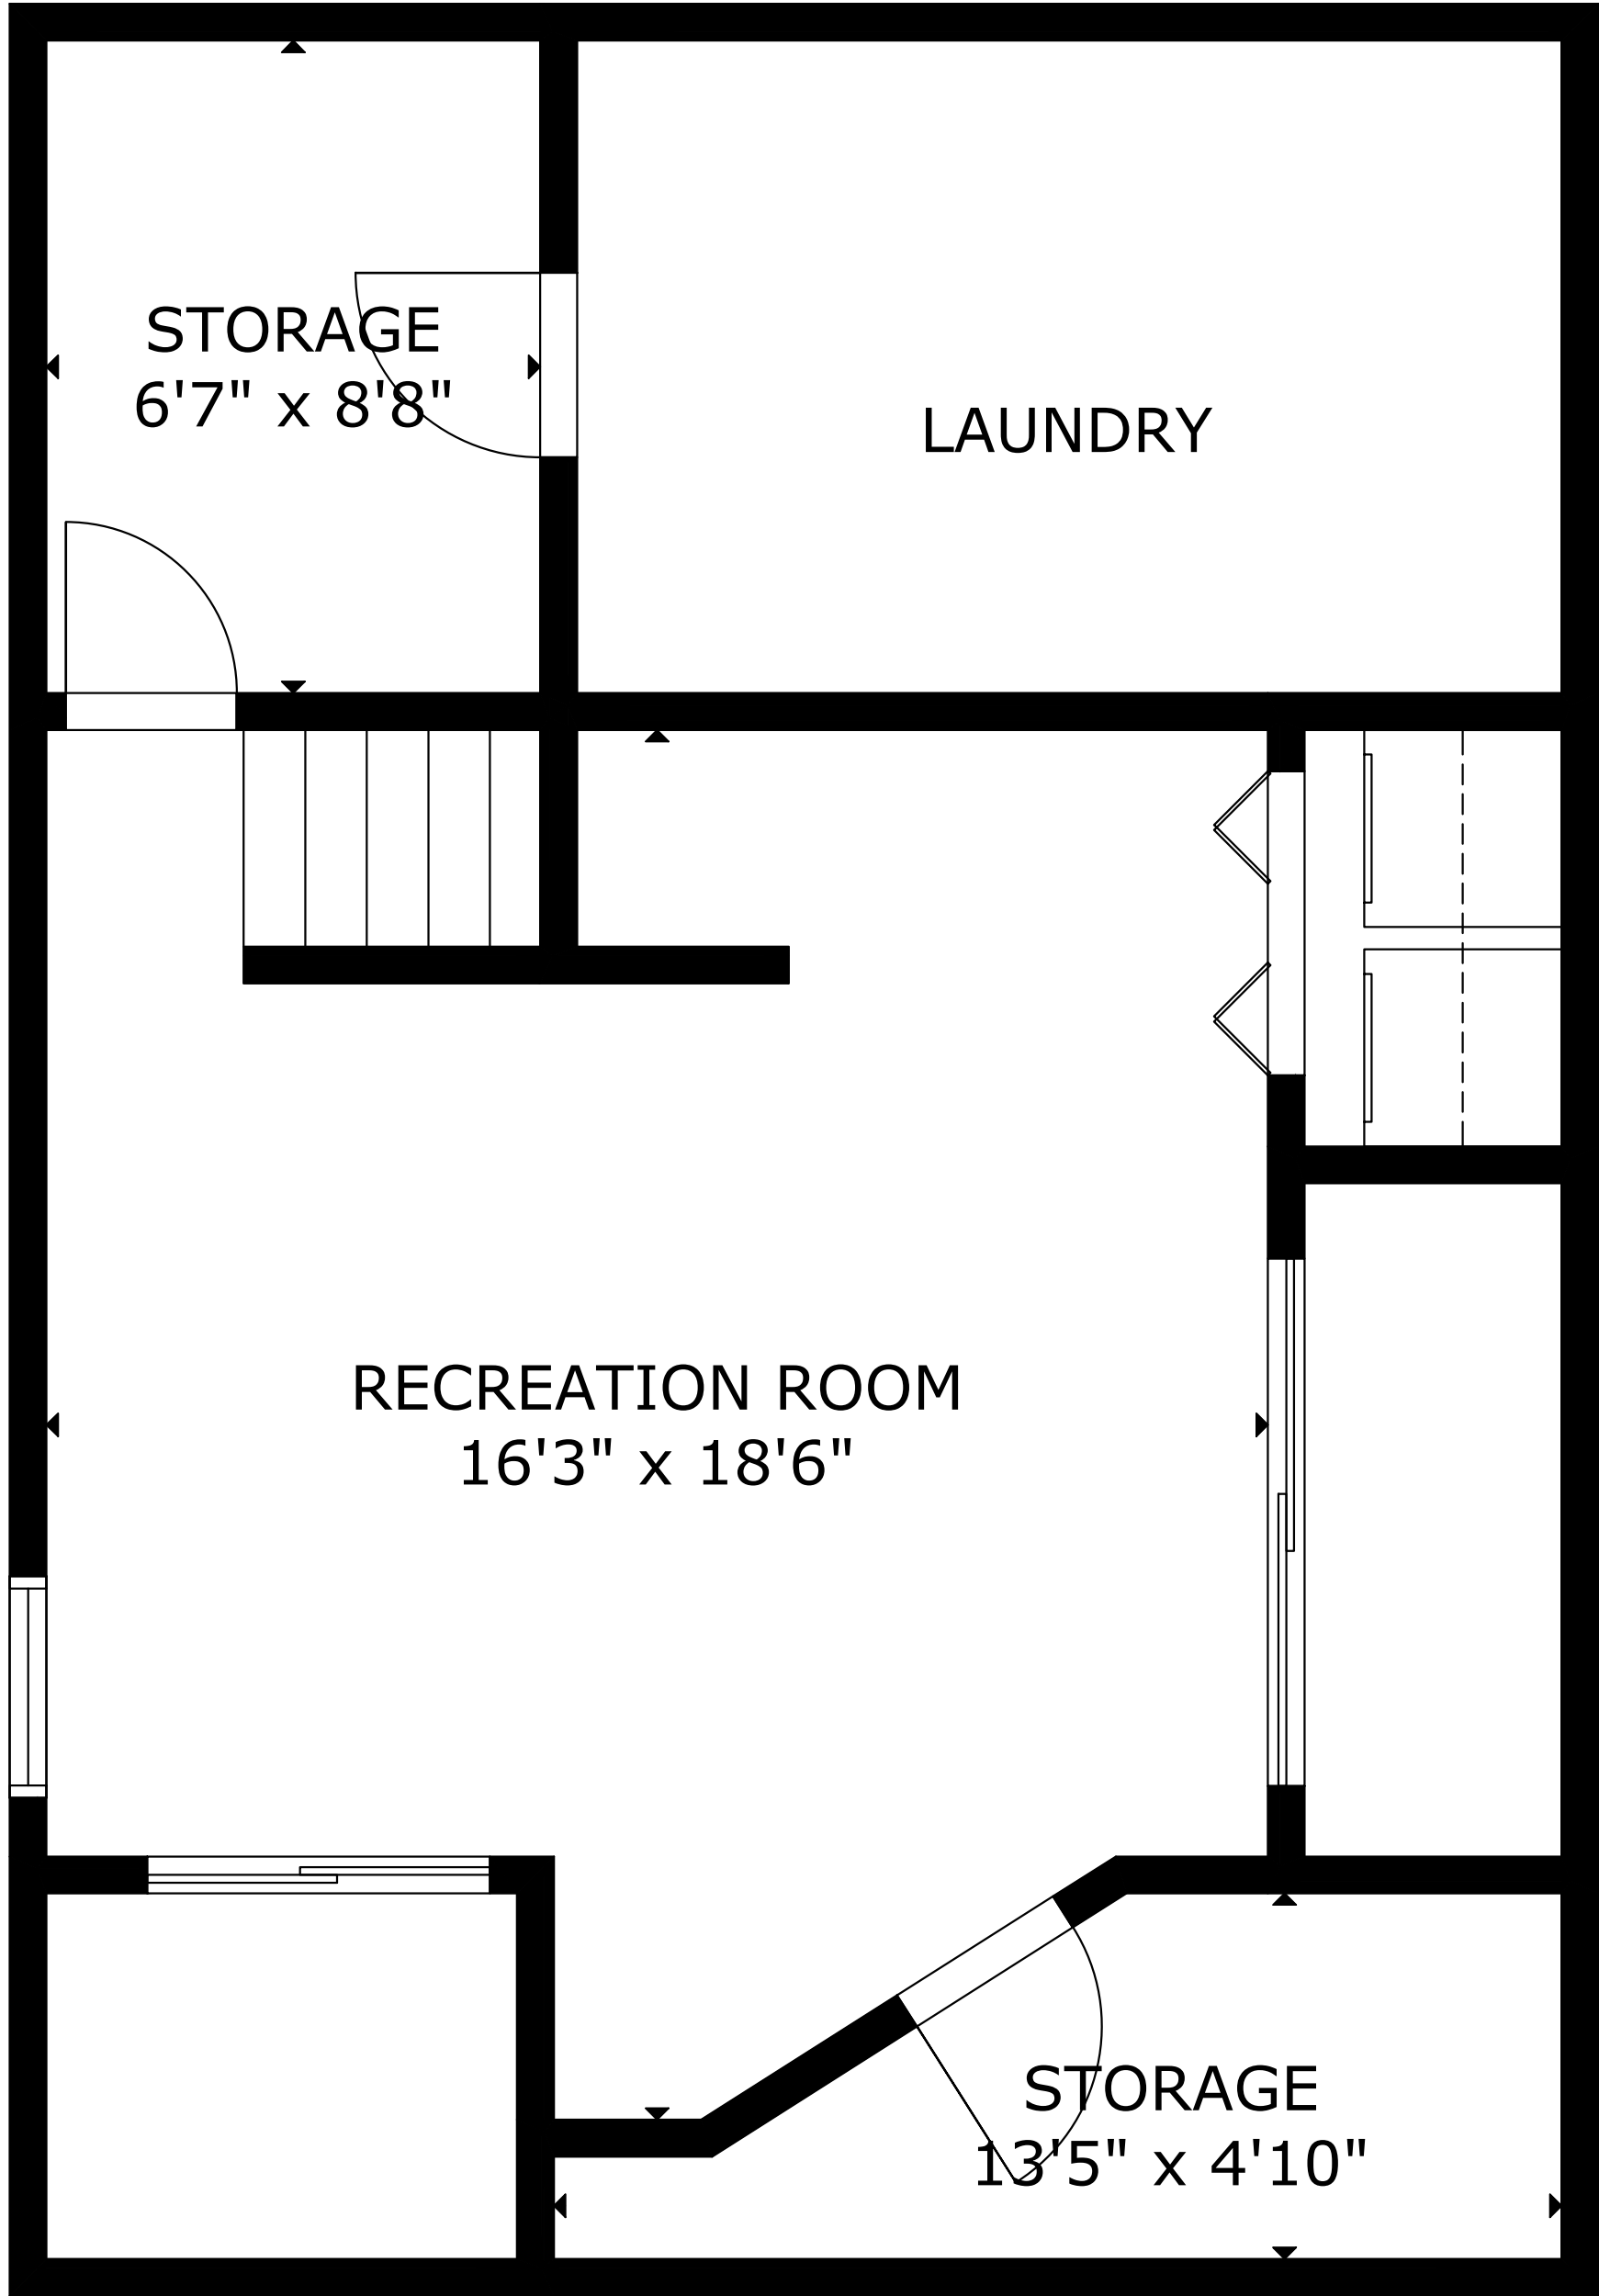 STORAGE
6'7" x 8'8"
LAUNDRY
RECREATION ROOM
16'3" x 18'6"
STORAGE
13'5" x 4'10"